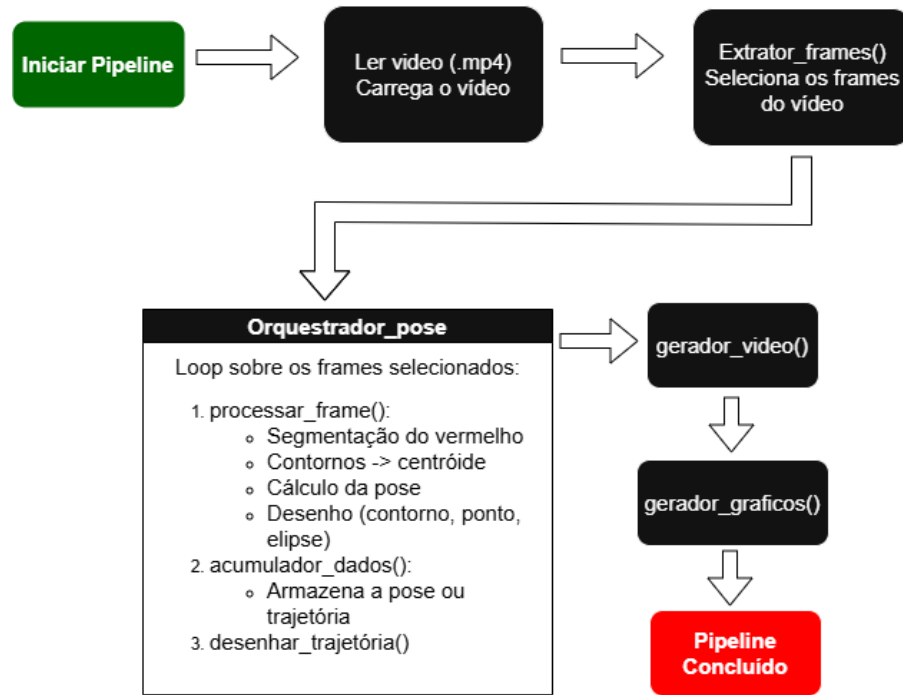 Iniciar Pipeline
Ler video (.mp4)
Carrega o vídeo
Extrator_frames()
Seleciona os frames
do vídeo
Orquestrador_pose
Loop sobre os frames selecionados:
1. processar_frame():
Segmentação do vermelho
Contornos -> centróide
Cálculo da pose
Desenho (contorno, ponto,
elipse)
2. acumulador_dados():
Armazena a pose ou
trajetória
3. desenhar_trajetória()
gerador_video()
gerador_graficos()
Pipeline
Concluído